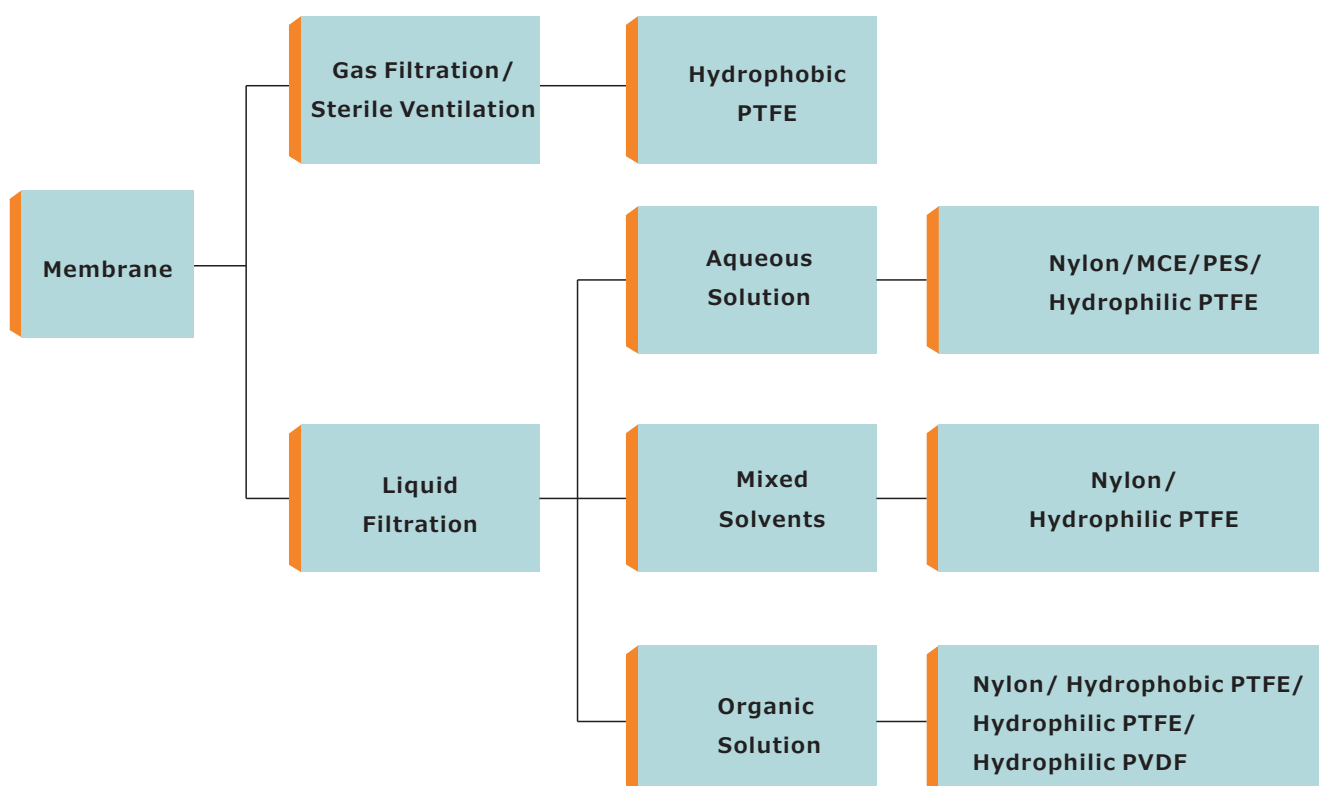 Gas Filtration/
Sterile Ventilation
Hydrophobic
PTFE
Membrane
Aqueous
Solution
Nylon/MCE/PES/
Hydrophilic PTFE
Liquid
Filtration
Mixed
Solvents
Nylon/
Hydrophilic PTFE
Organic
Solution
Nylon/ Hydrophobic PTFE/
Hydrophilic PTFE/
Hydrophilic PVDF